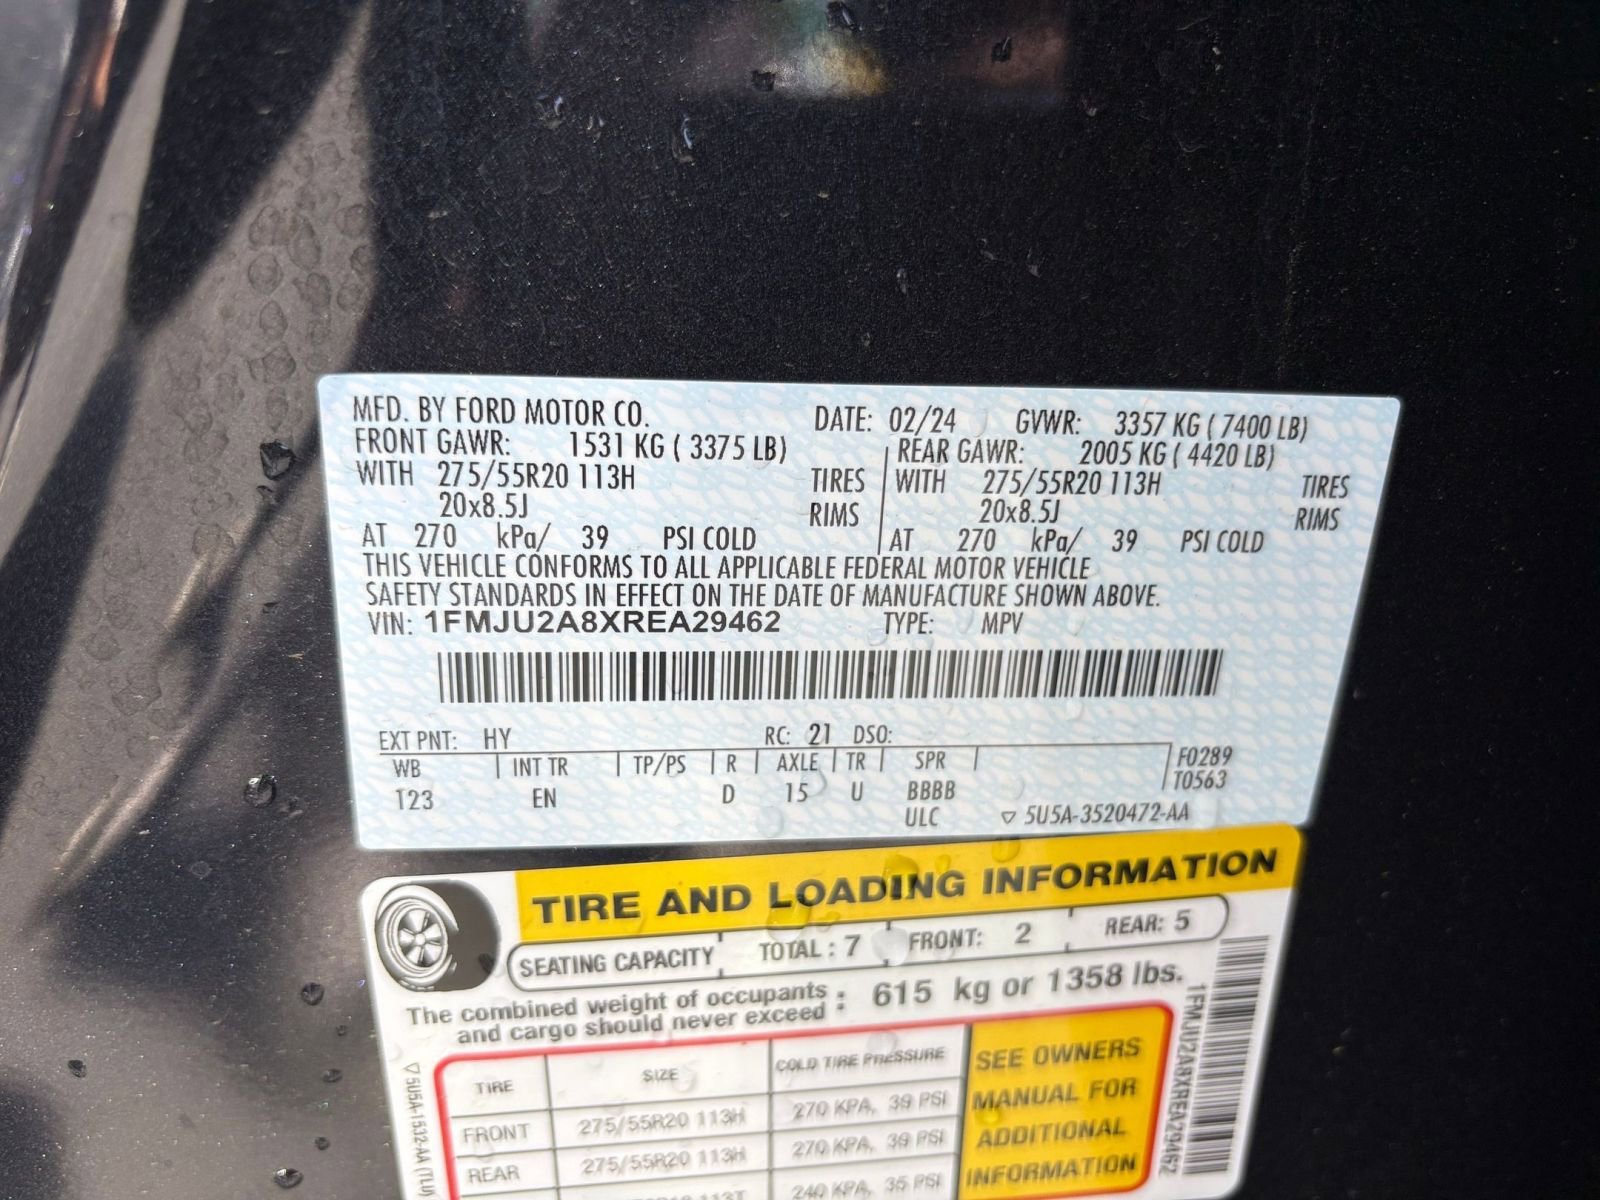 MFD. BY FORD MOTOR CO. DATE: 02/24 GVWR: 3357 KG ( 7400 LB)
FRONT GAWR: 1531 KG ( 3375 LB) REAR GAWR: 2005 KG ( 4420 LB)
WITH 275/55R20 113H TIRES WITH 275/55R20 113H TIRES
20x8.5J RIMS 20x8.5J RIMS
AT 270 kPa/ 39 PSI COLD AT 270 kPa/ 39 PSI COLD
THIS VEHICLE CONFORMS TO ALL APPLICABLE FEDERAL MOTOR VEHICLE
SAFETY STANDARDS IN EFFECT ON THE DATE OF MANUFACTURE SHOWN ABOVE.
VIN: 1FMJU2A8XREA29462 TYPE: MPV
EXT PNT: HY RC: 21 DSO:
WB INT TR TP/PS R AXLE TR SPR F0289
T23 EN D 15 U BBBB T0563
ULC ▽ 5U5A-3520472-AA
TIRE AND LOADING INFORMATION
SEATING CAPACITY TOTAL : 7 FRONT: 2 REAR: 5
The combined weight of occupants
and cargo should never exceed : 615 kg or 1358 lbs.
TIRE SIZE COLD TIRE PRESSURE
FRONT 275/55R20 113H 270 KPA, 39 PSI
REAR 275/55R20 113H 270 KPA, 39 PSI
240 KPA, 35 PSI
SEE OWNERS
MANUAL FOR
ADDITIONAL
INFORMATION
1FMJU2A8XREA29462
▽ 5U5A-1532-AA (TLU